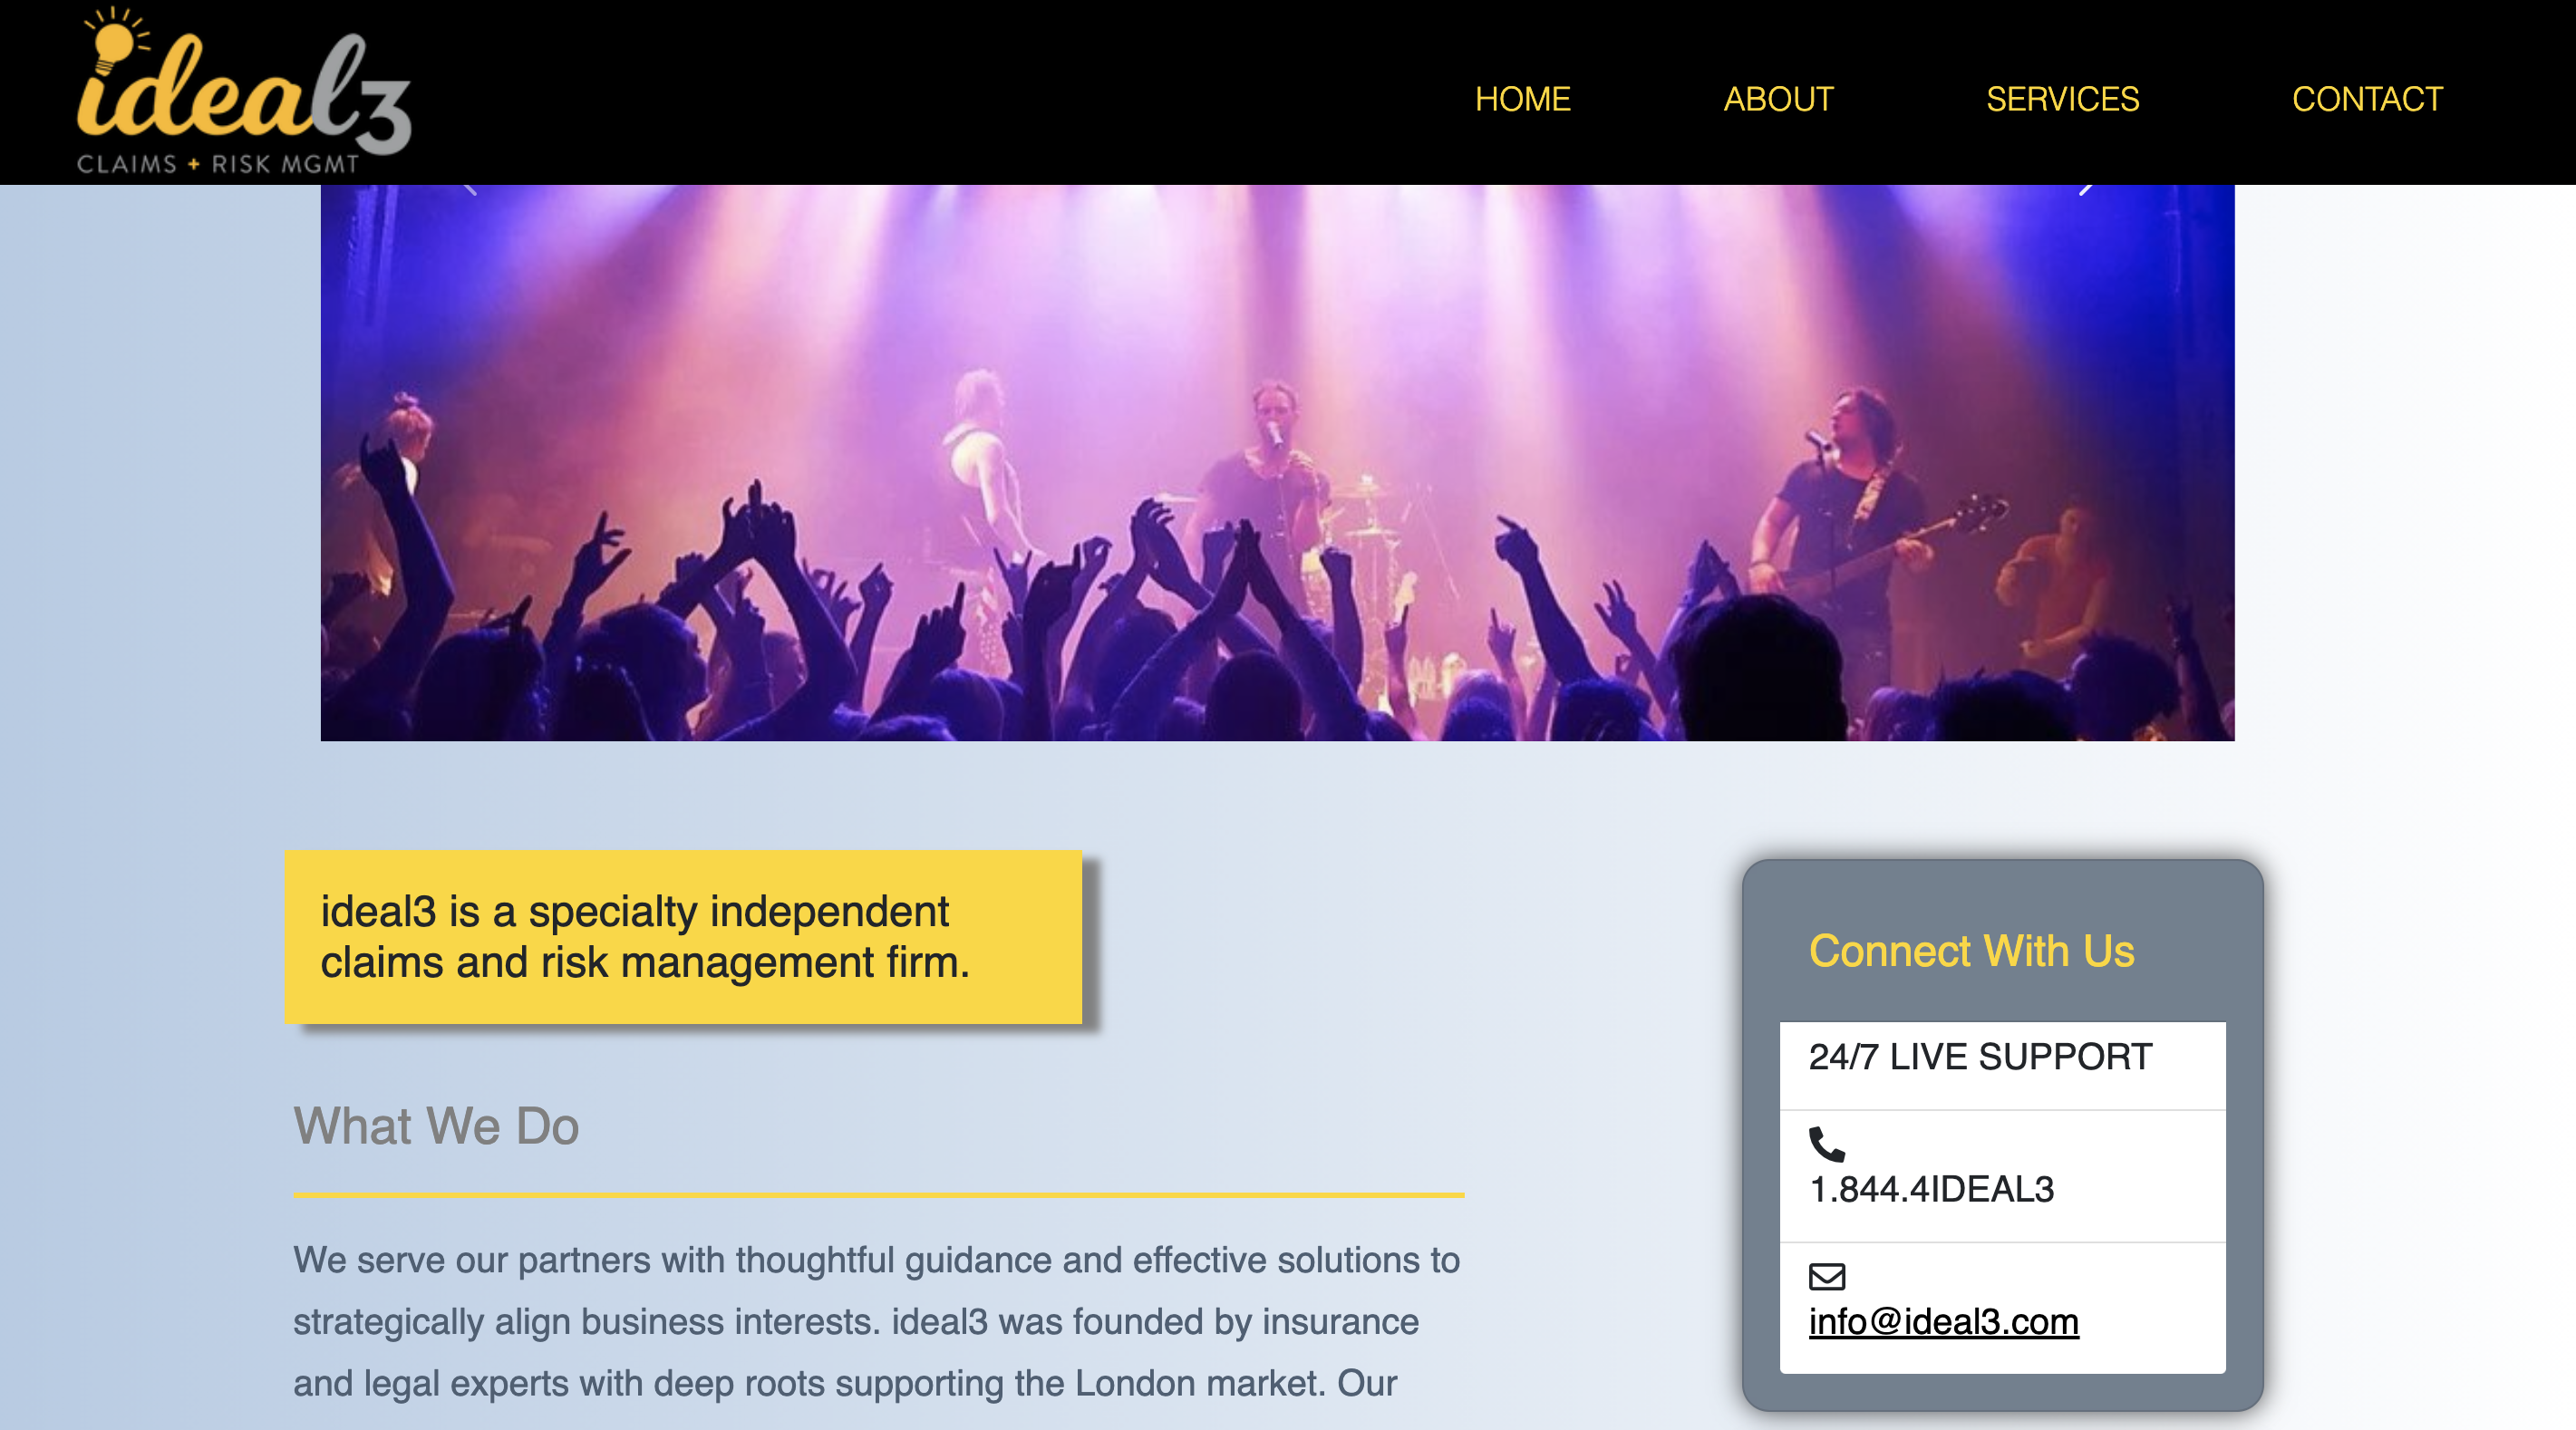 ideal3
CLAIMS + RISK MGMT
HOME ABOUT SERVICES CONTACT
ideal3 is a specialty independent
claims and risk management firm.
What We Do
We serve our partners with thoughtful guidance and effective solutions to
strategically align business interests. ideal3 was founded by insurance
and legal experts with deep roots supporting the London market. Our
Connect With Us
24/7 LIVE SUPPORT
1.844.4IDEAL3
info@ideal3.com